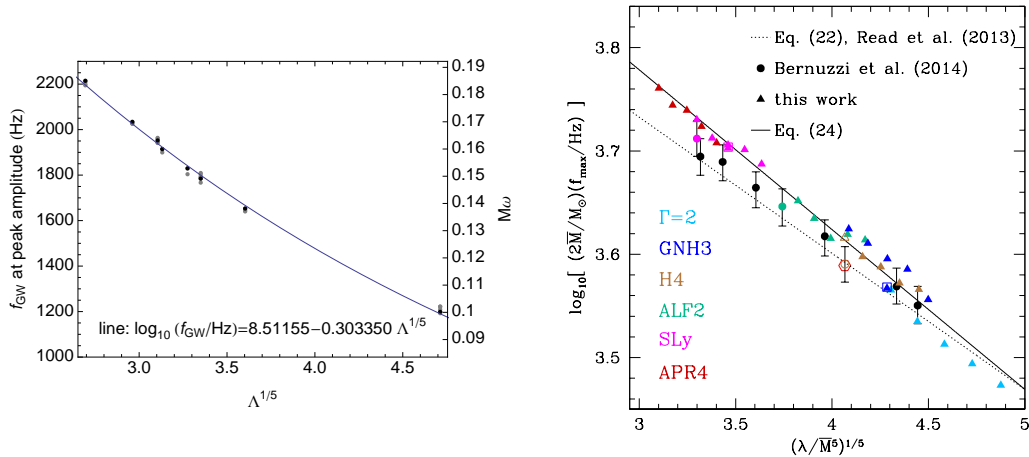 f_GW at peak amplitude (Hz)
2200
2000
1800
1600
1400
1200
1000
3.0 3.5 4.0 4.5
Λ^1/5
0.19
0.18
0.17
0.16
0.15
0.14
0.13
0.12
0.11
0.10
0.09
Mω
line: log₁₀ (f_GW/Hz)=8.51155−0.303350 Λ^1/5
log₁₀[ (2M̅/M⊙)(f_max/Hz) ]
3.8
3.7
3.6
3.5
3 3.5 4 4.5 5
(λ/M̅⁵)^1/5
Eq. (22), Read et al. (2013)
Bernuzzi et al. (2014)
this work
Eq. (24)
Γ=2
GNH3
H4
ALF2
SLy
APR4